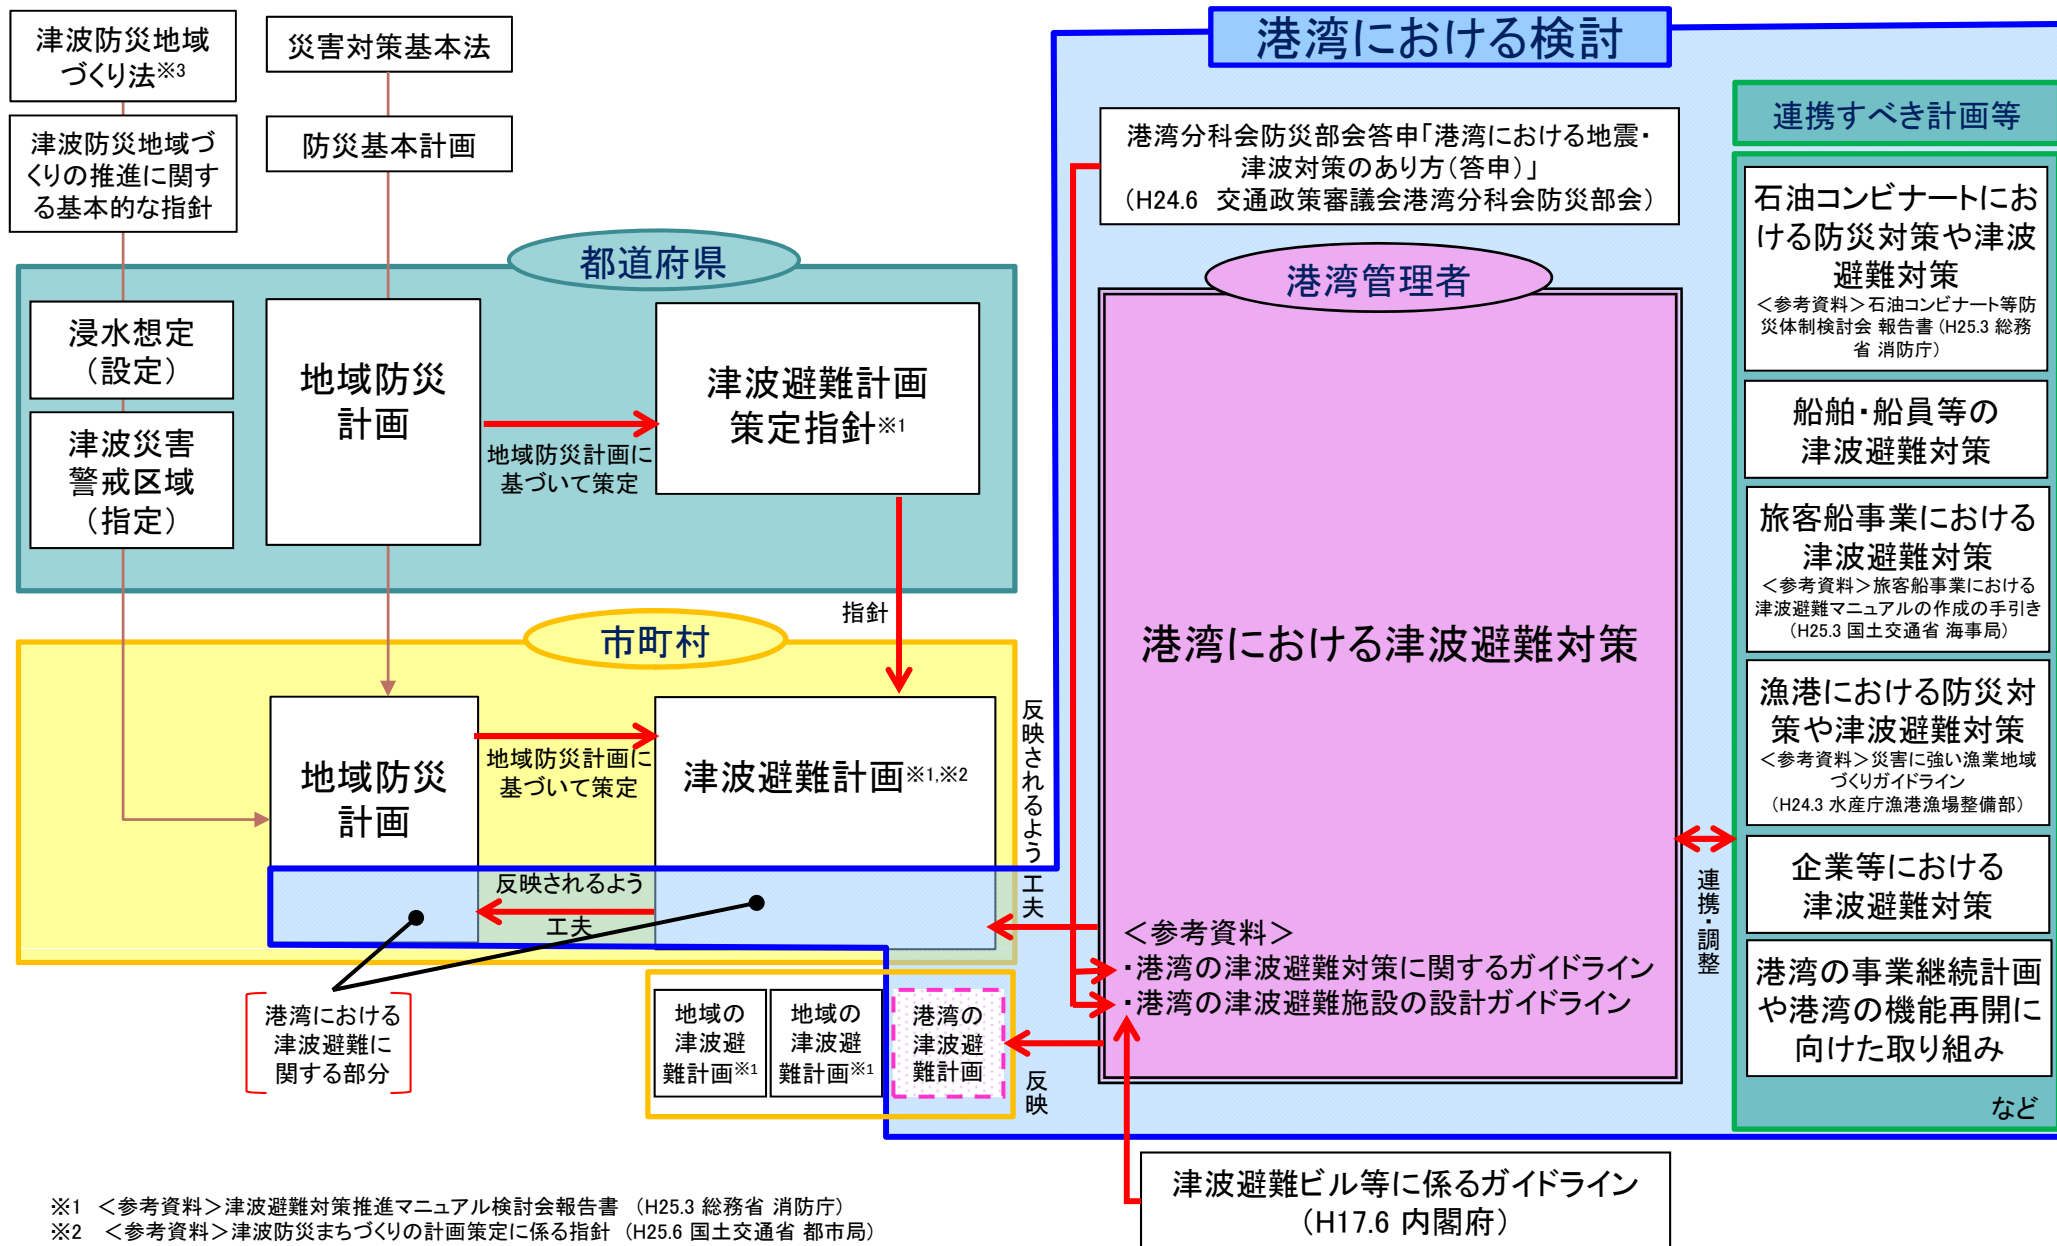 津波防災地域
づくり法※3
災害対策基本法
津波防災地域づ
くりの推進に関す
る基本的な指針
防災基本計画
都道府県
浸水想定
（設定）
津波災害
警戒区域
（指定）
地域防災
計画
地域防災計画に
基づいて策定
津波避難計画
策定指針※1
指針
市町村
地域防災
計画
地域防災計画に
基づいて策定
津波避難計画※1,※2
反映されるよう
工夫
反映されるよう工夫
港湾における
津波避難に
関する部分
地域の
津波避
難計画※1
地域の
津波避
難計画※1
港湾の
津波避
難計画
反映
港湾における検討
港湾分科会防災部会答申「港湾における地震・
津波対策のあり方（答申）」
（H24.6 交通政策審議会港湾分科会防災部会）
港湾管理者
港湾における津波避難対策
＜参考資料＞
・港湾の津波避難対策に関するガイドライン
・港湾の津波避難施設の設計ガイドライン
津波避難ビル等に係るガイドライン
（H17.6 内閣府）
連携・調整
連携すべき計画等
石油コンビナートにお
ける防災対策や津波
避難対策
＜参考資料＞石油コンビナート等防
災体制検討会 報告書（H25.3 総務
省 消防庁）
船舶・船員等の
津波避難対策
旅客船事業における
津波避難対策
＜参考資料＞旅客船事業における
津波避難マニュアルの作成の手引き
（H25.3 国土交通省 海事局）
漁港における防災対
策や津波避難対策
＜参考資料＞災害に強い漁業地域
づくりガイドライン
（H24.3 水産庁漁港漁場整備部）
企業等における
津波避難対策
港湾の事業継続計画
や港湾の機能再開に
向けた取り組み
など
※1 ＜参考資料＞津波避難対策推進マニュアル検討会報告書 （H25.3 総務省 消防庁）
※2 ＜参考資料＞津波防災まちづくりの計画策定に係る指針 （H25.6 国土交通省 都市局）